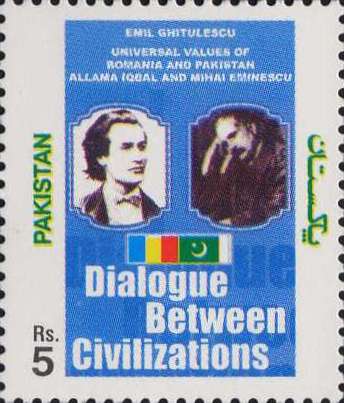 EMIL GHITULESCU
UNIVERSAL VALUES OF
ROMANIA AND PAKISTAN
ALLAMA IQBAL AND MIHAI EMINESCU
PAKISTAN
پاکستان
Dialogue
Between
Civilizations
Rs.
5